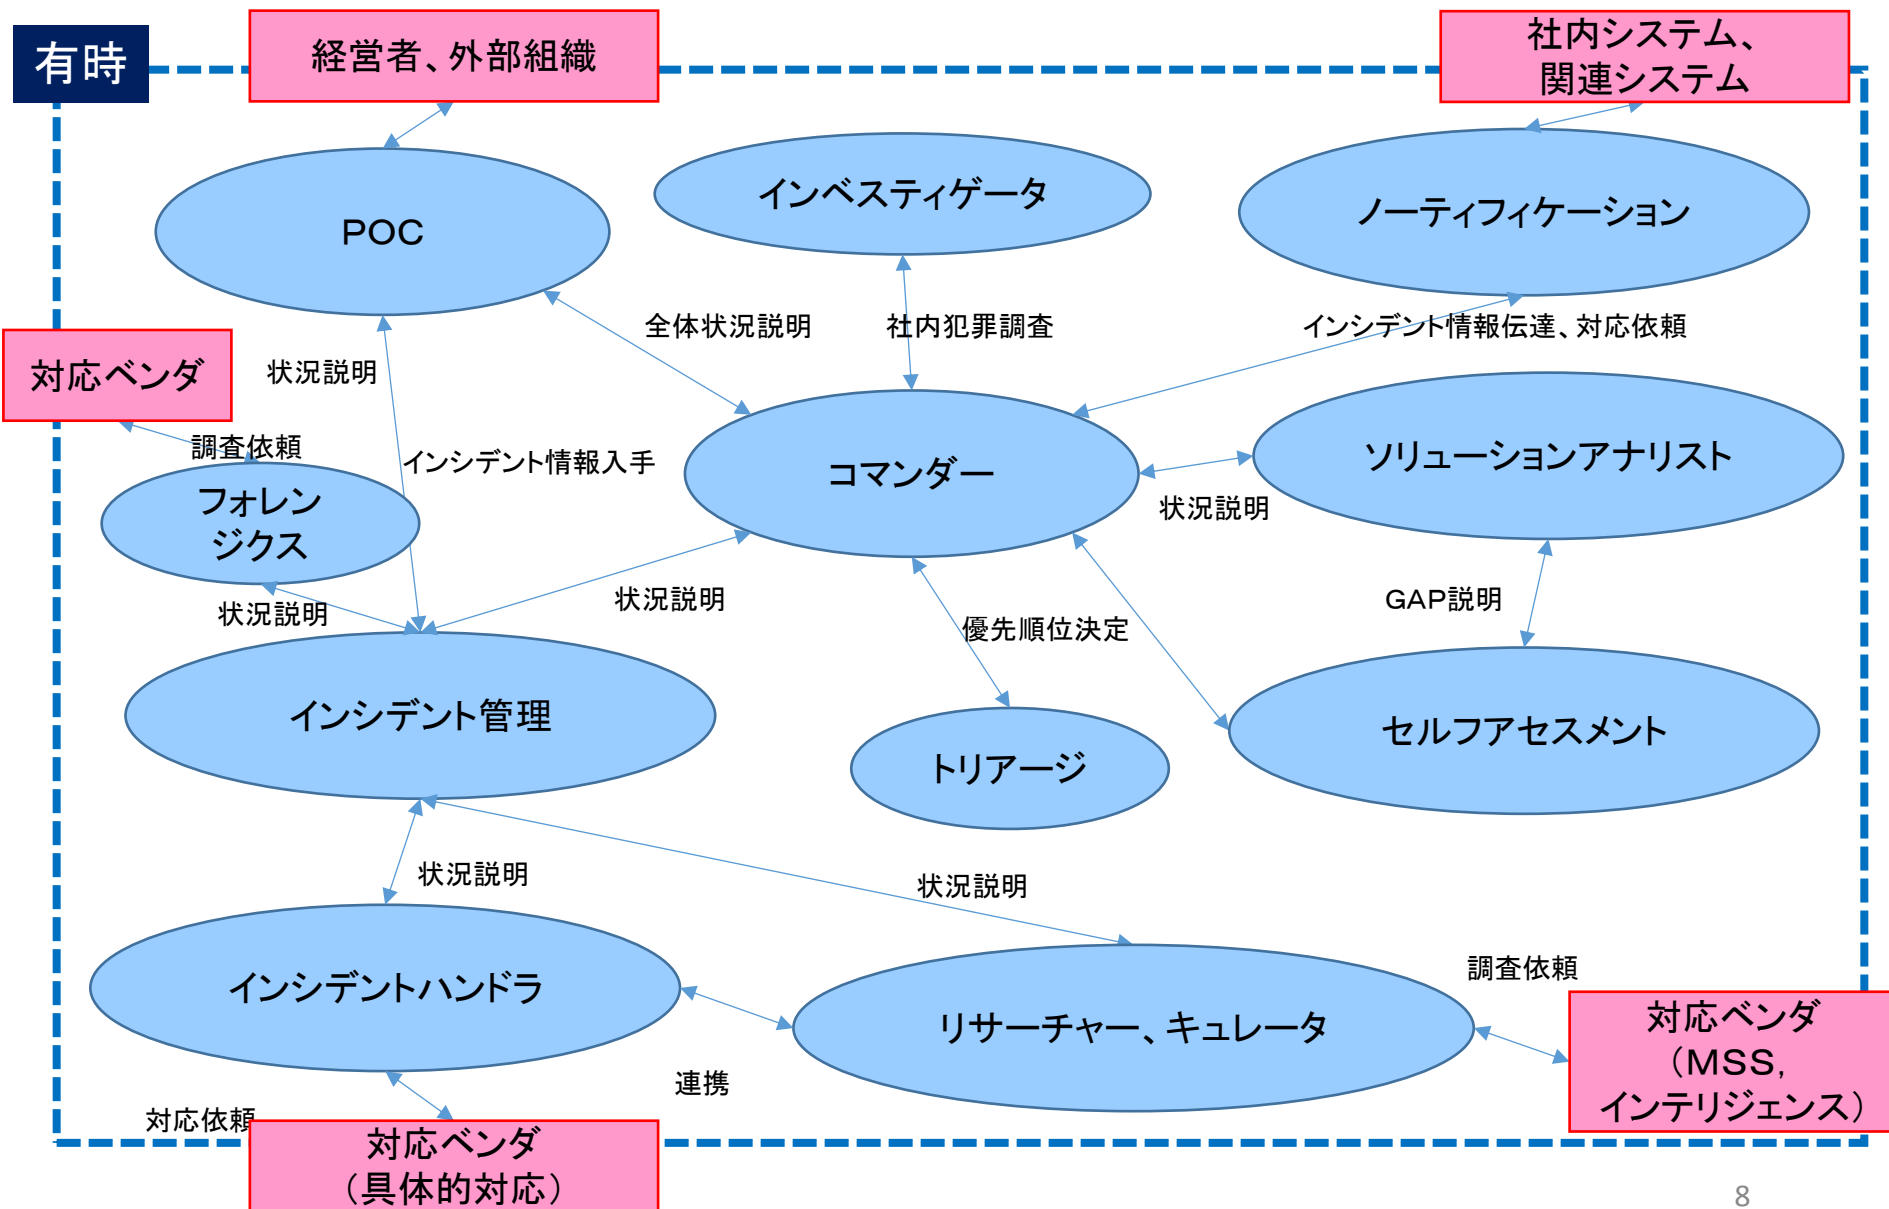 有時
経営者、外部組織
社内システム、
関連システム
POC
インベスティゲータ
ノーティフィケーション
全体状況説明
社内犯罪調査
インシデント情報伝達、対応依頼
対応ベンダ
状況説明
調査依頼
インシデント情報入手
コマンダー
ソリューションアナリスト
フォレン
ジクス
状況説明
状況説明
状況説明
GAP説明
優先順位決定
インシデント管理
トリアージ
セルフアセスメント
状況説明
状況説明
調査依頼
インシデントハンドラ
リサーチャー、キュレータ
対応ベンダ
（MSS,
インテリジェンス）
連携
対応依頼
対応ベンダ
（具体的対応）
8